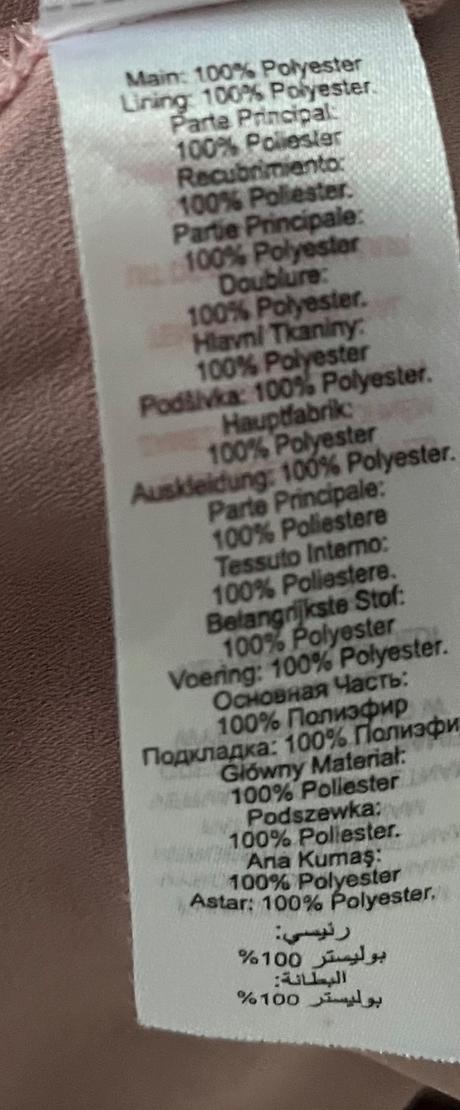 Main: 100% Polyester
Lining: 100% Polyester.
Parte Principal:
100% Poliester
Recubrimiento:
100% Poliester.
Partie Principale:
100% Polyester
Doublure:
100% Polyester.
Hlavní Tkaniny:
100% Polyester
Podšívka: 100% Polyester.
Hauptfabrik:
100% Polyester
Auskleidung: 100% Polyester.
Parte Principale:
100% Poliestere
Tessuto Interno:
100% Poliestere.
Belangrijkste Stof:
100% Polyester
Voering: 100% Polyester.
Основная Часть:
100% Полиэфир
Подкладка: 100% Полиэфи
Główny Materiał:
100% Poliester
Podszewka:
100% Poliester.
Ana Kumaş:
100% Polyester
Astar: 100% Polyester.
رئيسي:
بوليستر 100%
البطانة:
بوليستر 100%